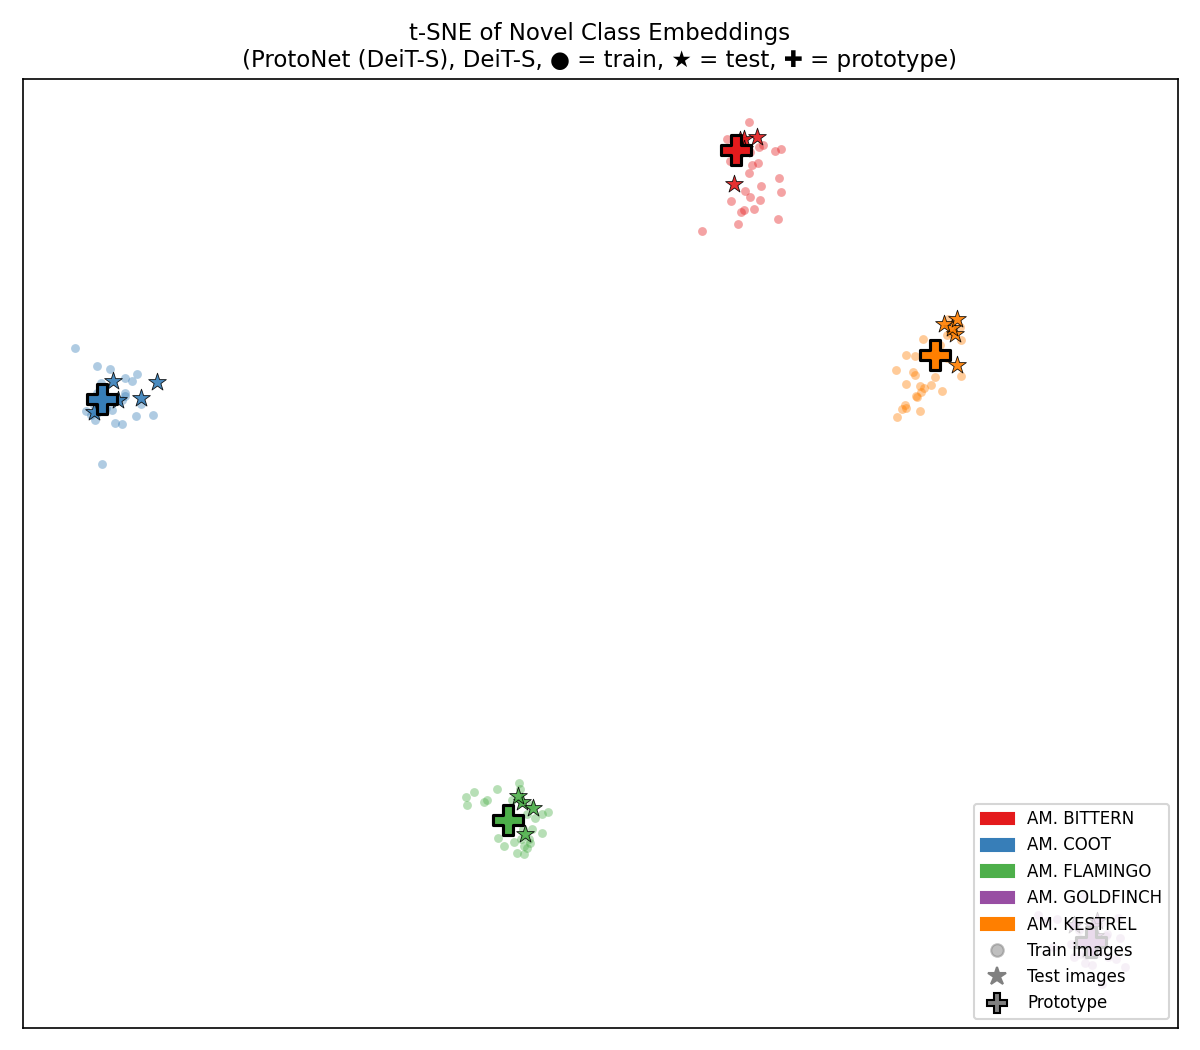 t-SNE of Novel Class Embeddings
(ProtoNet (DeiT-S), DeiT-S, ● = train, ★ = test, ✚ = prototype)
AM. BITTERN
AM. COOT
AM. FLAMINGO
AM. GOLDFINCH
AM. KESTREL
Train images
Test images
Prototype